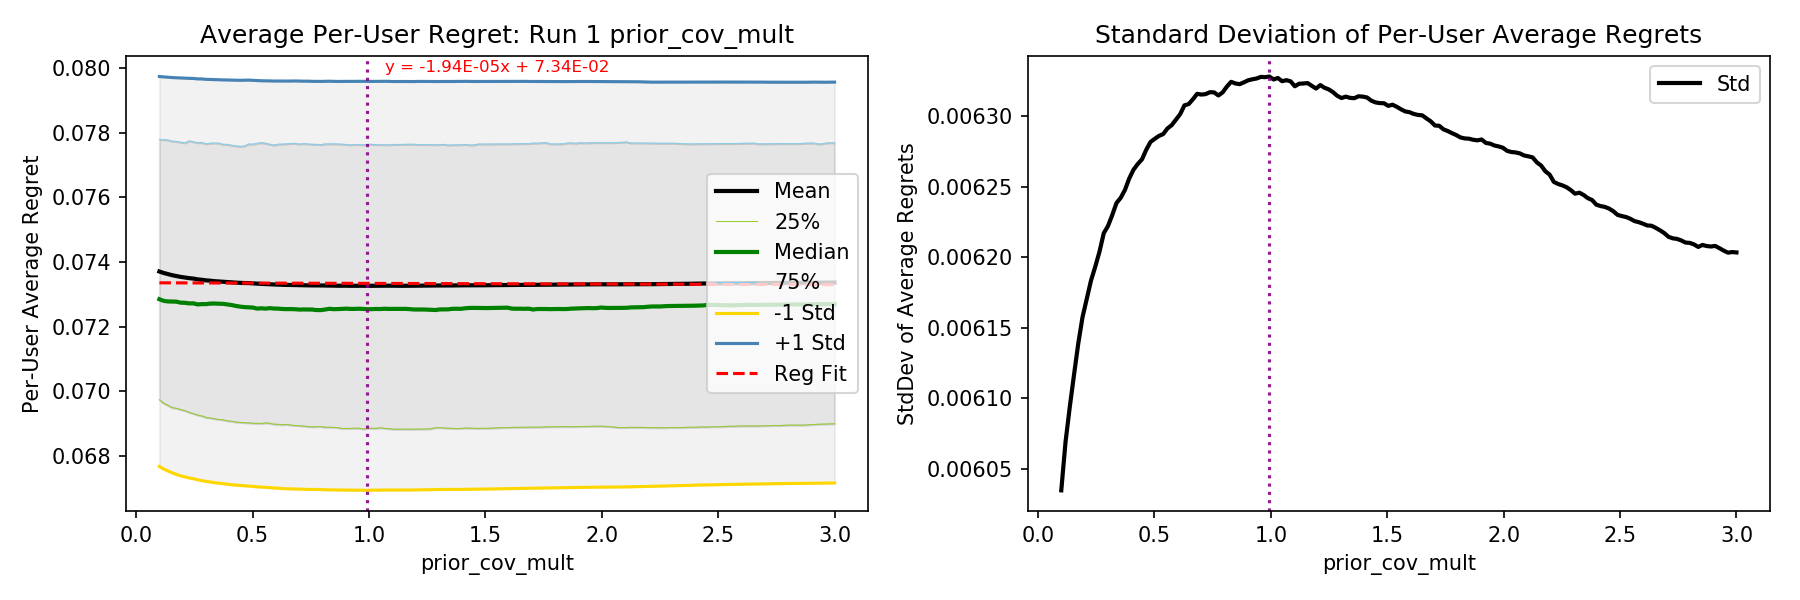 Average Per-User Regret: Run 1 prior_cov_mult
y = -1.94E-05x + 7.34E-02
0.080
0.078
0.076
0.074
0.072
0.070
0.068
Per-User Average Regret
Mean
25%
Median
75%
-1 Std
+1 Std
Reg Fit
0.0
0.5
1.0
1.5
2.0
2.5
3.0
prior_cov_mult
Standard Deviation of Per-User Average Regrets
Std
0.00630
0.00625
0.00620
0.00615
0.00610
0.00605
StdDev of Average Regrets
0.0
0.5
1.0
1.5
2.0
2.5
3.0
prior_cov_mult